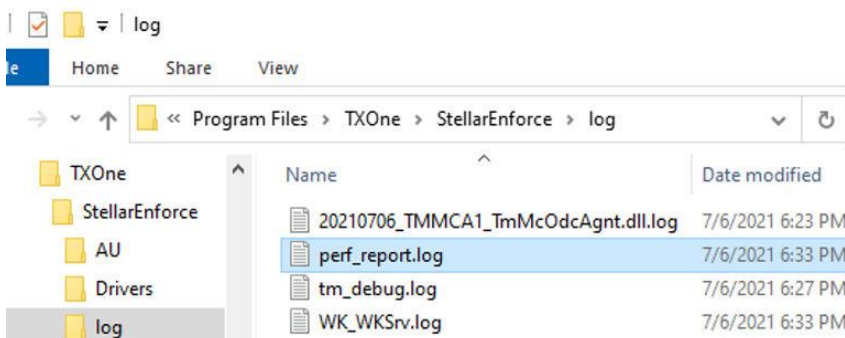 log
Home Share View
« Program Files > TXOne > StellarEnforce > log
TXOne
StellarEnforce
AU
Drivers
log
Name Date modified
20210706_TMMCA1_TmMcOdcAgnt.dll.log 7/6/2021 6:23 PM
perf_report.log 7/6/2021 6:33 PM
tm_debug.log 7/6/2021 6:27 PM
WK_WKSrv.log 7/6/2021 6:33 PM